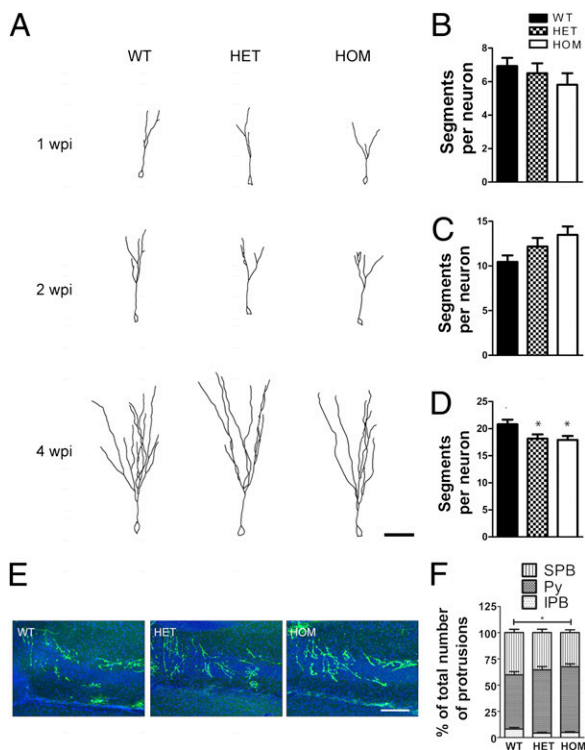 A
WT HET HOM
1 wpi
2 wpi
4 wpi
B
WT
HET
HOM
Segments
per neuron
8
6
4
2
0
C
Segments
per neuron
15
10
5
0
D
Segments
per neuron
25
20
15
10
5
0
* *
E
WT HET HOM
F
SPB
Py
IPB
% of total number
of protrusions
125
100
75
50
25
0
*
WT HET HOM